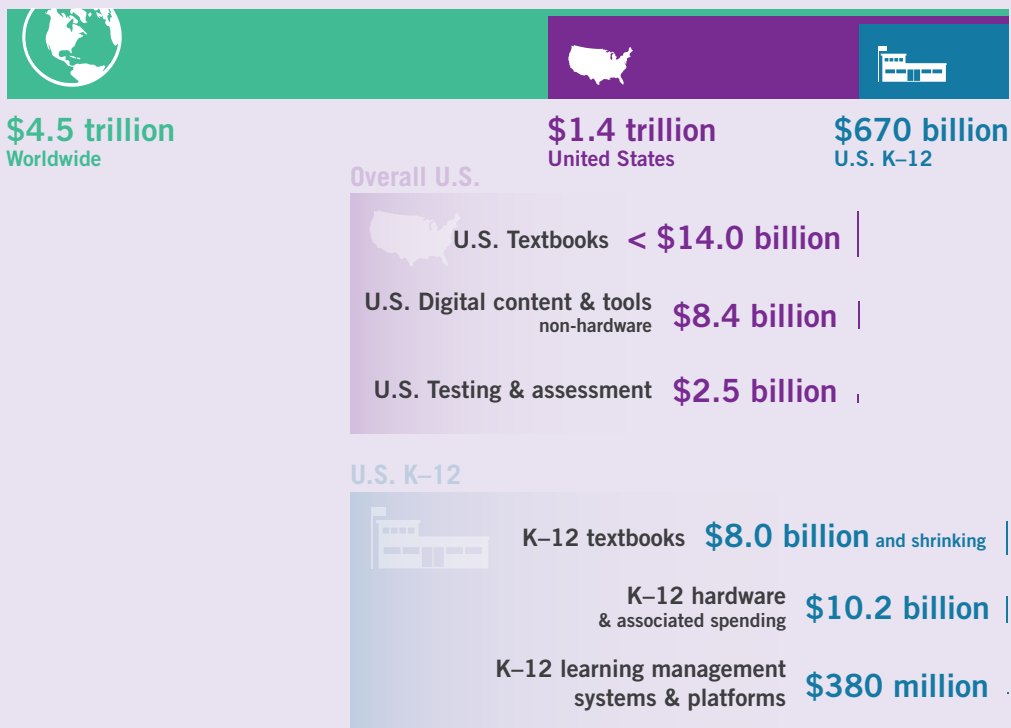 $4.5 trillion
Worldwide
$1.4 trillion
United States
$670 billion
U.S. K–12
Overall U.S.
U.S. Textbooks < $14.0 billion
U.S. Digital content & tools
non-hardware
$8.4 billion
U.S. Testing & assessment $2.5 billion
U.S. K–12
K–12 textbooks $8.0 billion and shrinking
K–12 hardware
& associated spending
$10.2 billion
K–12 learning management
systems & platforms
$380 million